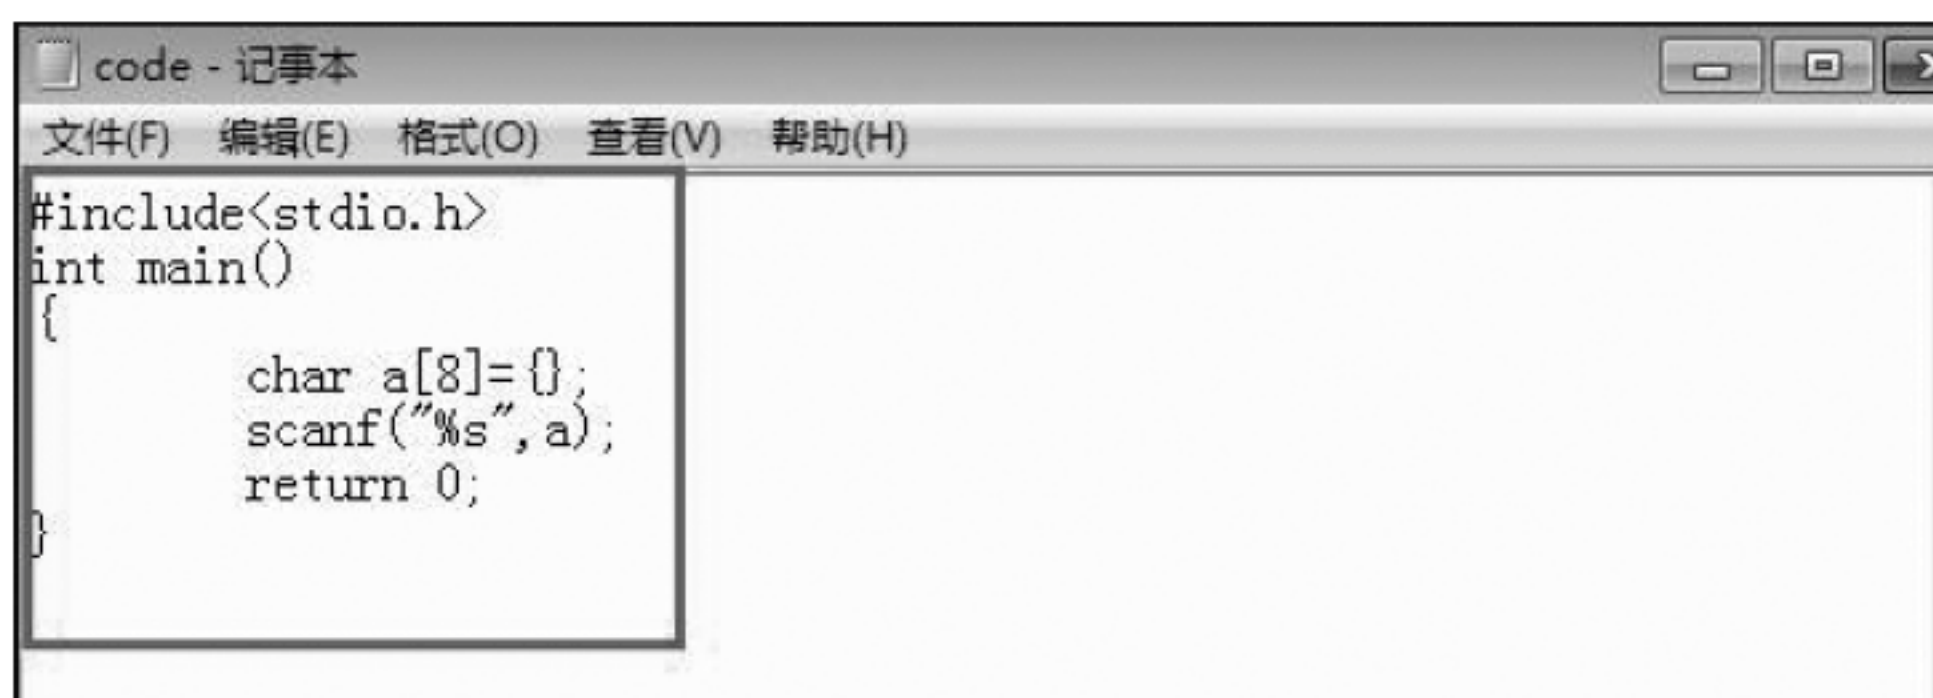 code - 记事本
文件(F) 编辑(E) 格式(O) 查看(V) 帮助(H)
#include<stdio.h>
int main()
{
char a[8]={};
scanf("%s",a);
return 0;
}